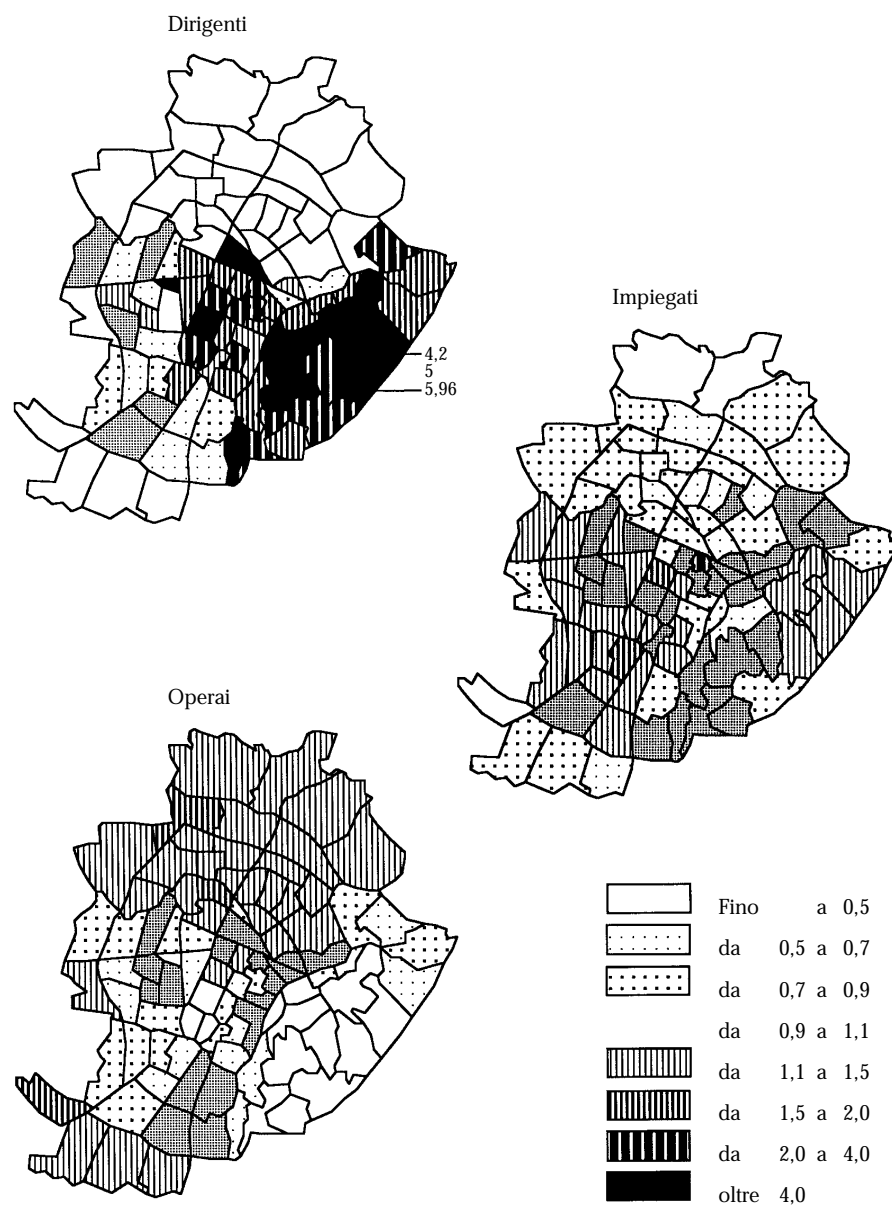 Dirigenti
4,2
5
5,96
Impiegati
Operai
Fino a 0,5
da 0,5 a 0,7
da 0,7 a 0,9
da 0,9 a 1,1
da 1,1 a 1,5
da 1,5 a 2,0
da 2,0 a 4,0
oltre 4,0